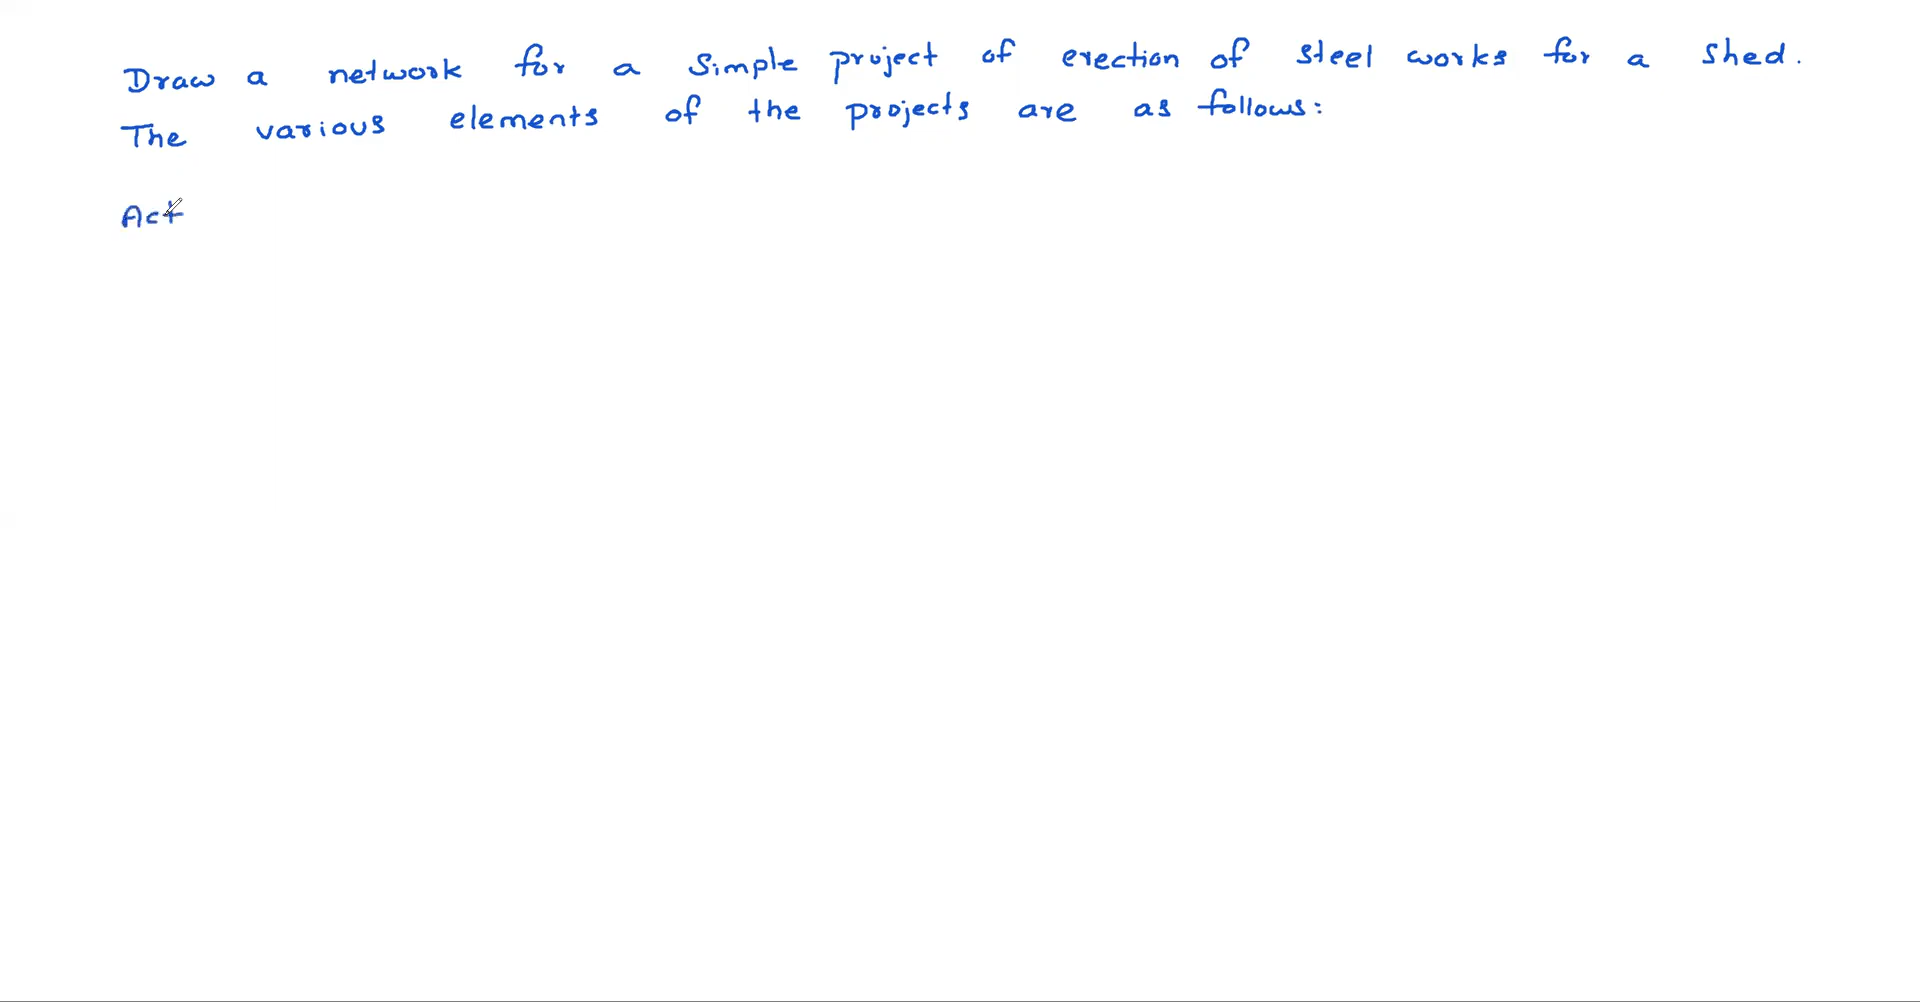 Draw a network for a simple project of erection of steel works for a shed.
The various elements of the projects are as follows:
Act